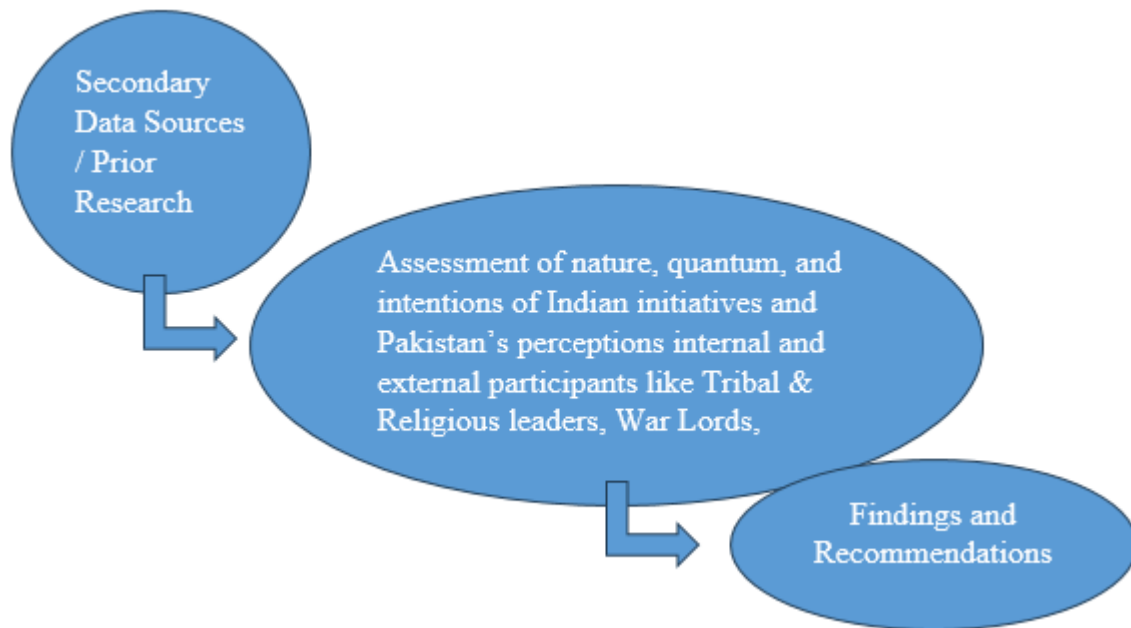 Secondary
Data Sources
/ Prior
Research
Assessment of nature, quantum, and
intentions of Indian initiatives and
Pakistan’s perceptions internal and
external participants like Tribal &
Religious leaders, War Lords,
Findings and
Recommendations